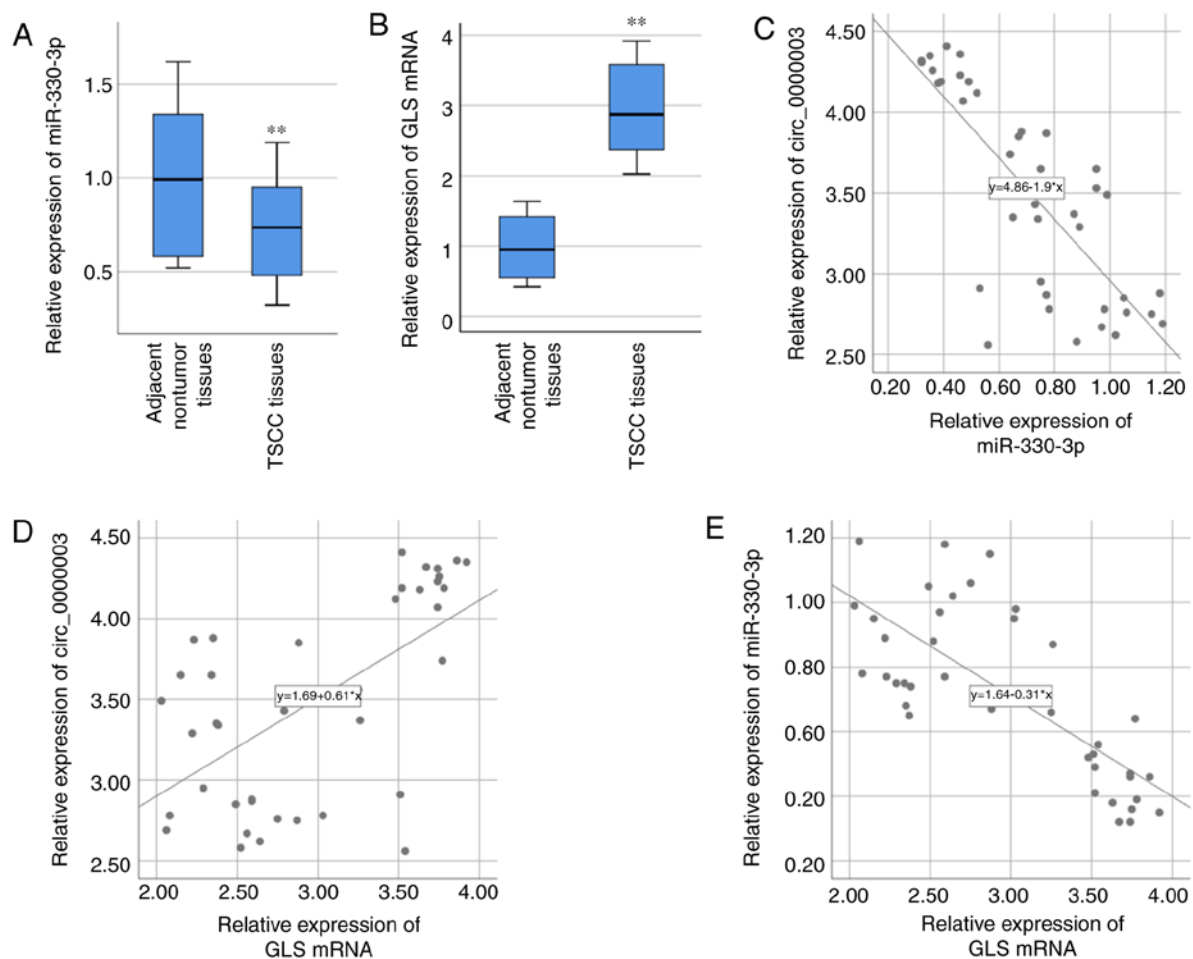 A
Relative expression of miR-330-3p
1.5
1.0
0.5
**
Adjacent
nontumor
tissues
TSCC tissues
B
Relative expression of GLS mRNA
4
3
2
1
0
**
Adjacent
nontumor
tissues
TSCC tissues
C
Relative expression of circ_0000003
4.50
4.00
3.50
3.00
2.50
y=4.86-1.9*x
0.20 0.40 0.60 0.80 1.00 1.20
Relative expression of
miR-330-3p
D
Relative expression of circ_0000003
4.50
4.00
3.50
3.00
2.50
y=1.69+0.61*x
2.00 2.50 3.00 3.50 4.00
Relative expression of
GLS mRNA
E
Relative expression of miR-330-3p
1.20
1.00
0.80
0.60
0.20
0.20
y=1.64-0.31*x
2.00 2.50 3.00 3.50 4.00
Relative expression of
GLS mRNA